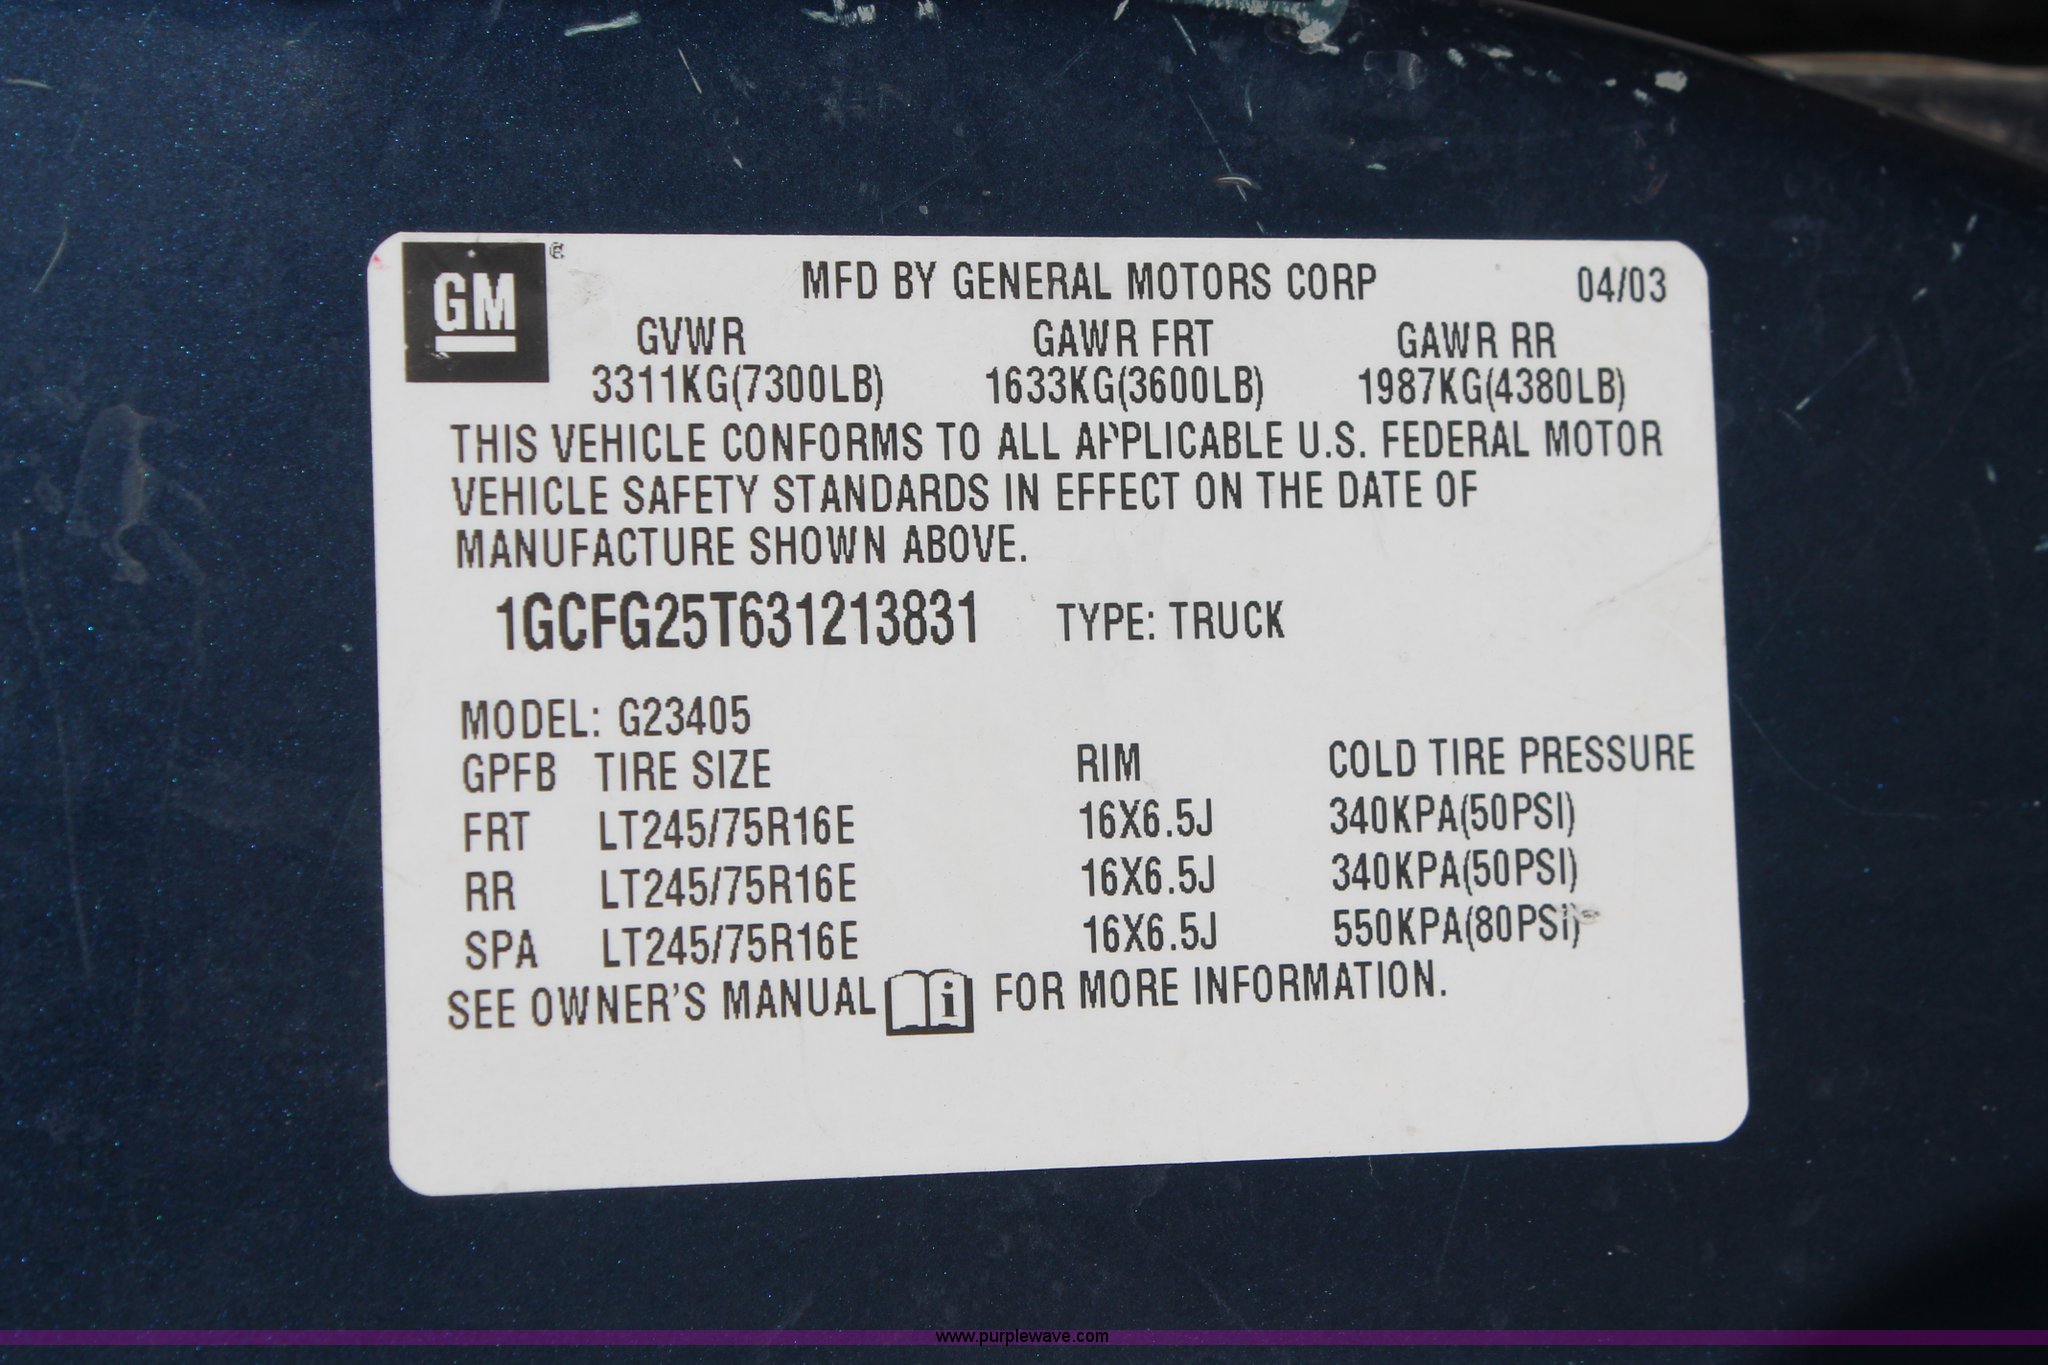 GM ®
MFD BY GENERAL MOTORS CORP 04/03
GVWR GAWR FRT GAWR RR
3311KG(7300LB) 1633KG(3600LB) 1987KG(4380LB)
THIS VEHICLE CONFORMS TO ALL APPLICABLE U.S. FEDERAL MOTOR
VEHICLE SAFETY STANDARDS IN EFFECT ON THE DATE OF
MANUFACTURE SHOWN ABOVE.
1GCFG25T631213831 TYPE: TRUCK
MODEL: G23405
GPFB TIRE SIZE RIM COLD TIRE PRESSURE
FRT LT245/75R16E 16X6.5J 340KPA(50PSI)
RR LT245/75R16E 16X6.5J 340KPA(50PSI)
SPA LT245/75R16E 16X6.5J 550KPA(80PSI)
SEE OWNER'S MANUAL i FOR MORE INFORMATION.
www.purplewave.com